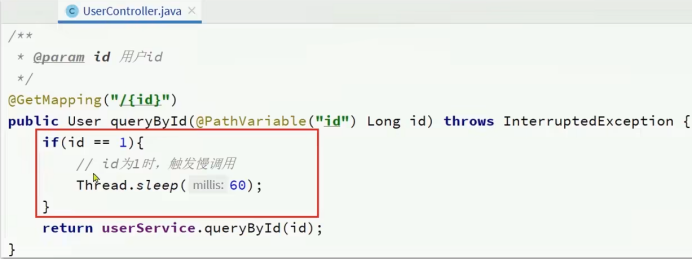 UserController.java
/**
* @param id 用户id
*/
@GetMapping("/{id}")
public User queryById(@PathVariable("id") Long id) throws InterruptedException {
if(id == 1){
// id为1时，触发慢调用
Thread.sleep( millis: 60);
}
return userService.queryById(id);
}